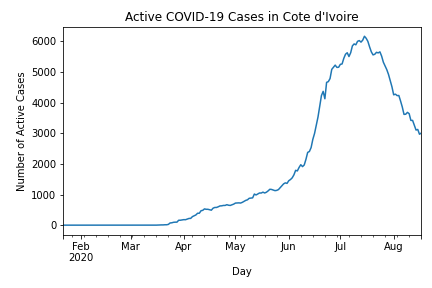 Active COVID-19 Cases in Cote d'Ivoire
Number of Active Cases
6000
5000
4000
3000
2000
1000
0
Feb Mar Apr May Jun Jul Aug
2020
Day